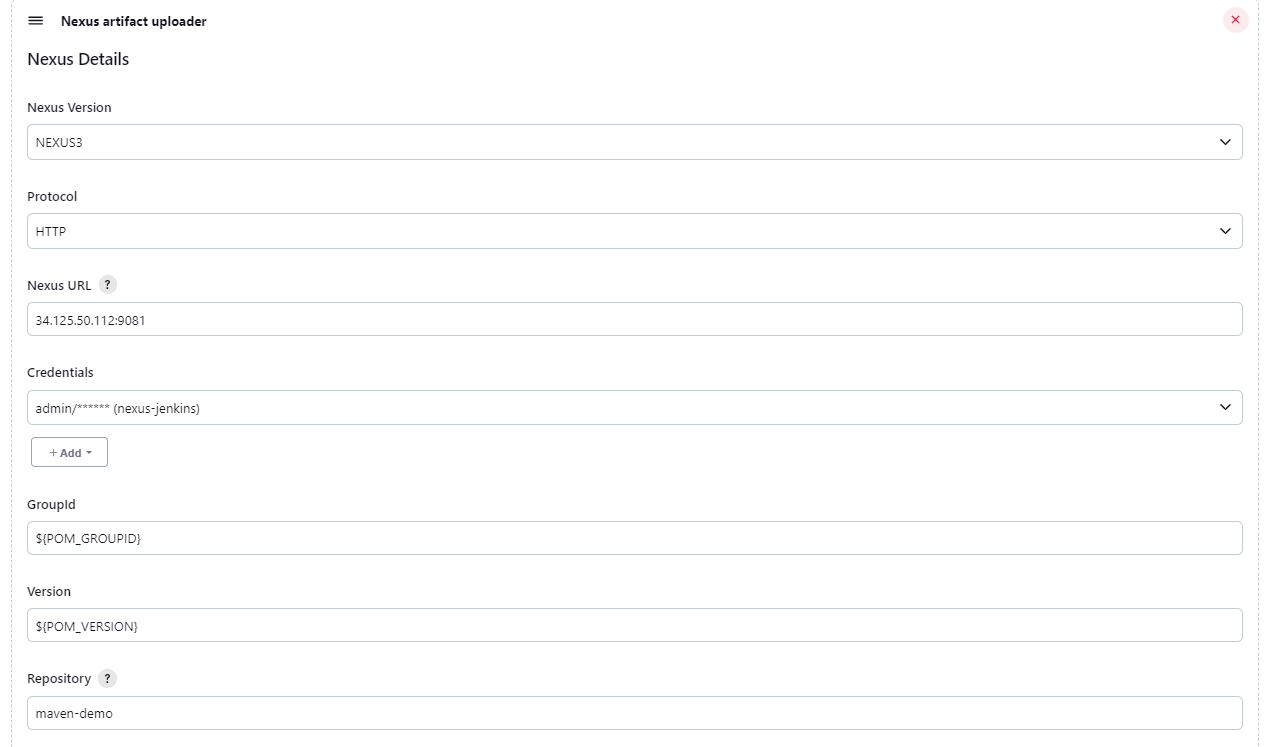 Nexus artifact uploader
Nexus Details
Nexus Version
NEXUS3
Protocol
HTTP
Nexus URL ?
34.125.50.112:9081
Credentials
admin/****** (nexus-jenkins)
+ Add
GroupId
${POM_GROUPID}
Version
${POM_VERSION}
Repository ?
maven-demo